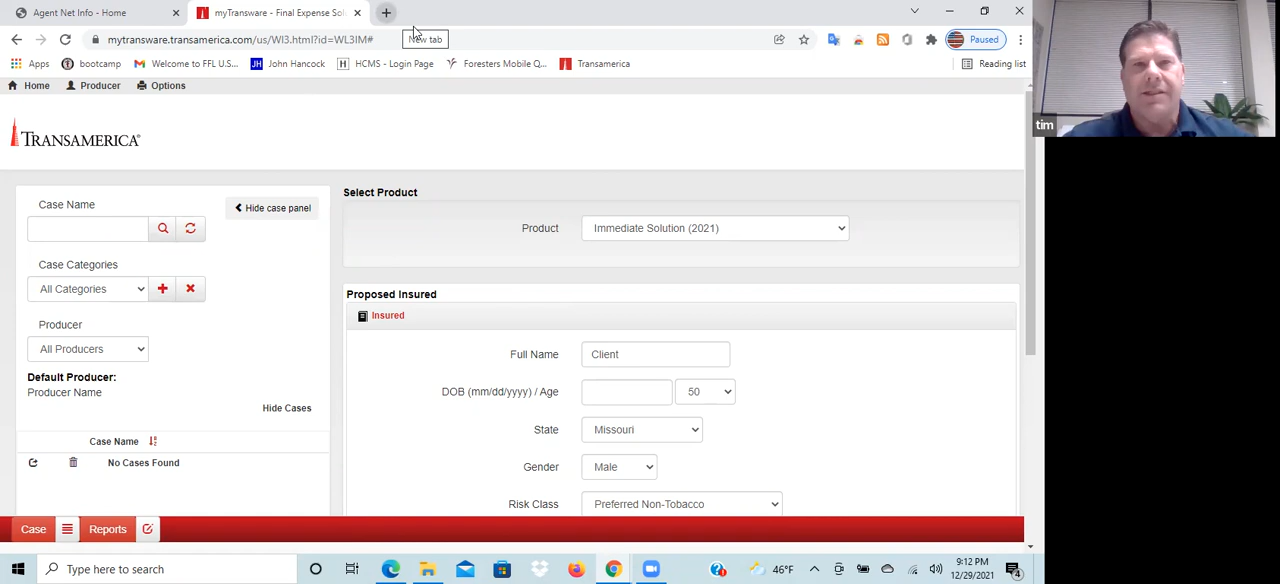 Agent Net Info - Home
myTransware - Final Expense Sol
mytransware.transamerica.com/us/WI3.html?id=WL3IM#
New tab
Paused
Apps
bootcamp
Welcome to FFL U.S...
JH John Hancock
H HCMS - Login Page
Foresters Mobile Q...
Transamerica
Reading list
Home Producer Options
tim
TRANSAMERICA®
Case Name
Hide case panel
Case Categories
All Categories
Producer
All Producers
Default Producer:
Producer Name
Hide Cases
Case Name
No Cases Found
Select Product
Product Immediate Solution (2021)
Proposed Insured
Insured
Full Name Client
DOB (mm/dd/yyyy) / Age 50
State Missouri
Gender Male
Risk Class Preferred Non-Tobacco
Case Reports
Type here to search
46°F
9:12 PM
12/29/2021
4